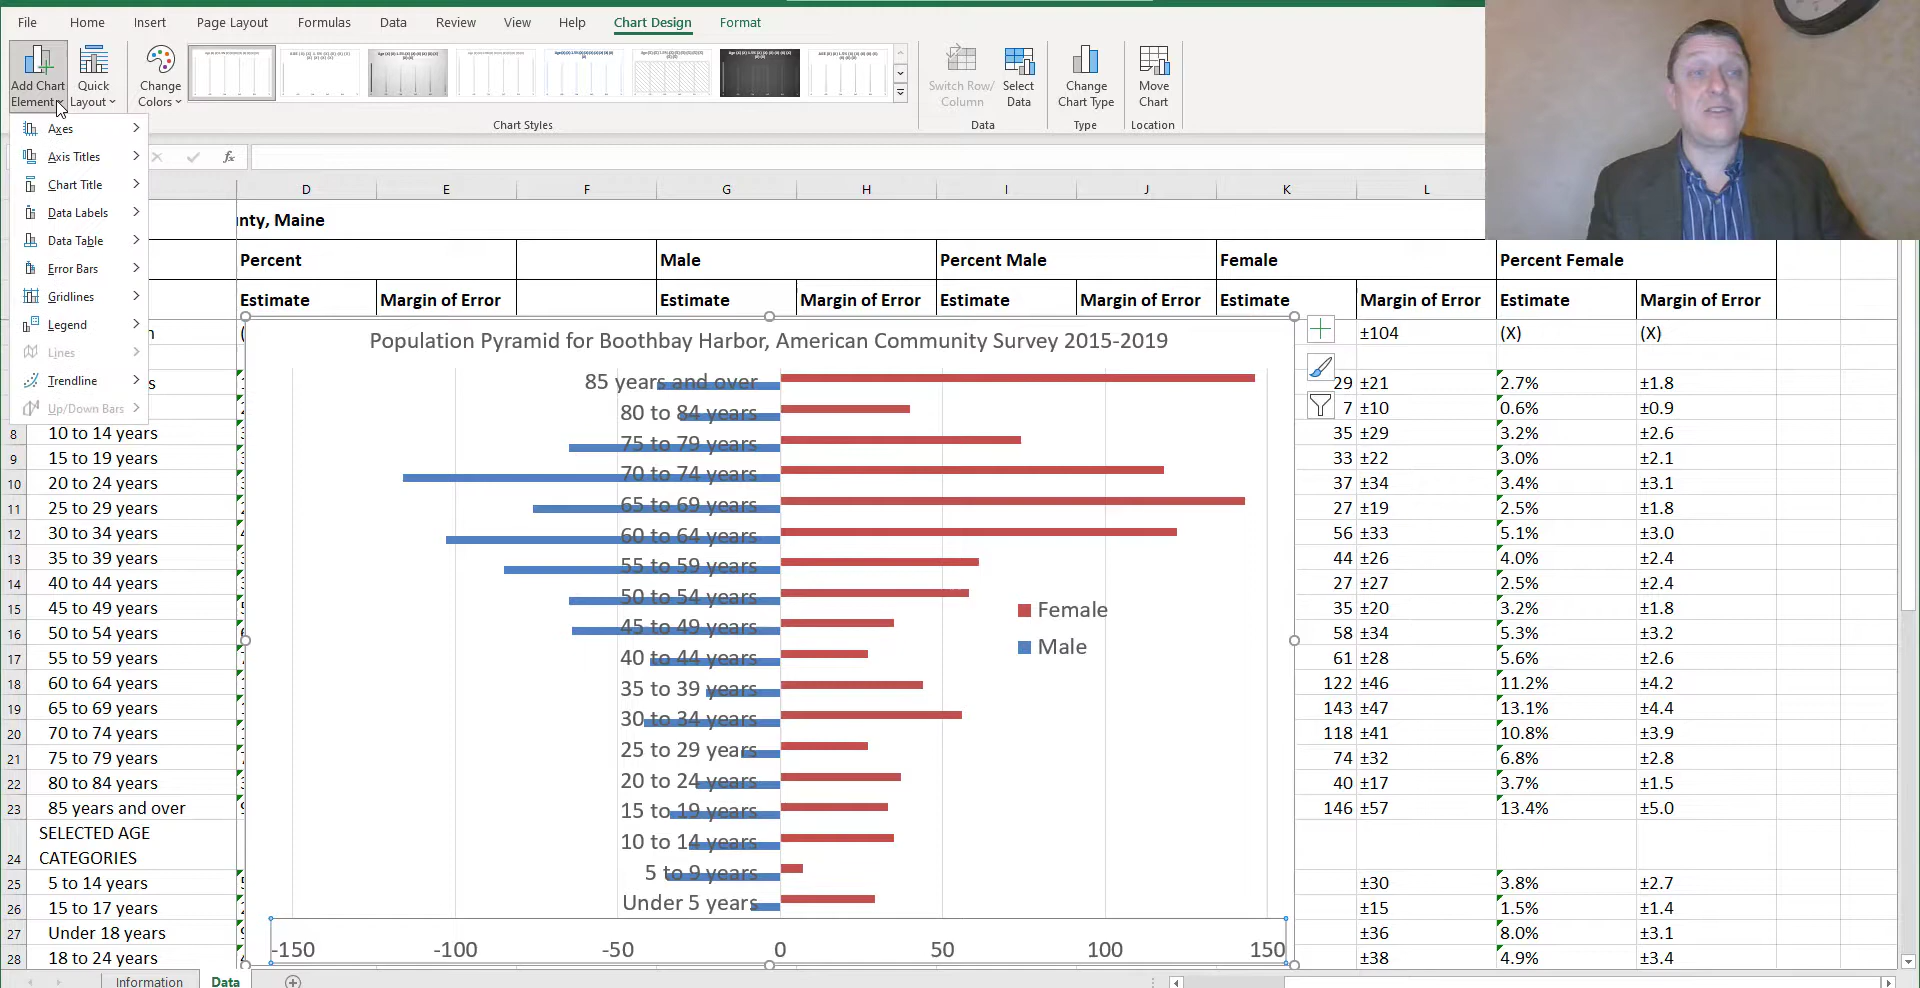 File Home Insert Page Layout Formulas Data Review View Help Chart Design Format
Add Chart Element
Quick Layout
Change Colors
Switch Row/ Column
Select Data
Change Chart Type
Move Chart
Chart Styles Data Type Location
Axes
Axis Titles
Chart Title
Data Labels
Data Table
Error Bars
Gridlines
Legend
Lines
Trendline
Up/Down Bars
fx
D E F G H I J K L
nty, Maine
Percent Male Percent Male Female Percent Female
Estimate Margin of Error Estimate Margin of Error Estimate Margin of Error Estimate Margin of Error Estimate Margin of Error
±104 (X) (X)
29 ±21 2.7% ±1.8
7 ±10 0.6% ±0.9
8 10 to 14 years 35 ±29 3.2% ±2.6
9 15 to 19 years 33 ±22 3.0% ±2.1
10 20 to 24 years 37 ±34 3.4% ±3.1
11 25 to 29 years 27 ±19 2.5% ±1.8
12 30 to 34 years 56 ±33 5.1% ±3.0
13 35 to 39 years 44 ±26 4.0% ±2.4
14 40 to 44 years 27 ±27 2.5% ±2.4
15 45 to 49 years 35 ±20 3.2% ±1.8
16 50 to 54 years 58 ±34 5.3% ±3.2
17 55 to 59 years 61 ±28 5.6% ±2.6
18 60 to 64 years 122 ±46 11.2% ±4.2
19 65 to 69 years 143 ±47 13.1% ±4.4
20 70 to 74 years 118 ±41 10.8% ±3.9
21 75 to 79 years 74 ±32 6.8% ±2.8
22 80 to 84 years 40 ±17 3.7% ±1.5
23 85 years and over 146 ±57 13.4% ±5.0
24 SELECTED AGE CATEGORIES
25 5 to 14 years ±30 3.8% ±2.7
26 15 to 17 years ±15 1.5% ±1.4
27 Under 18 years ±36 8.0% ±3.1
28 18 to 24 years ±38 4.9% ±3.4
Population Pyramid for Boothbay Harbor, American Community Survey 2015-2019
85 years and over
80 to 84 years
75 to 79 years
70 to 74 years
65 to 69 years
60 to 64 years
55 to 59 years
50 to 54 years
45 to 49 years
40 to 44 years
35 to 39 years
30 to 34 years
25 to 29 years
20 to 24 years
15 to 19 years
10 to 14 years
5 to 9 years
Under 5 years
Female
Male
-150 -100 -50 0 50 100 150
Information Data